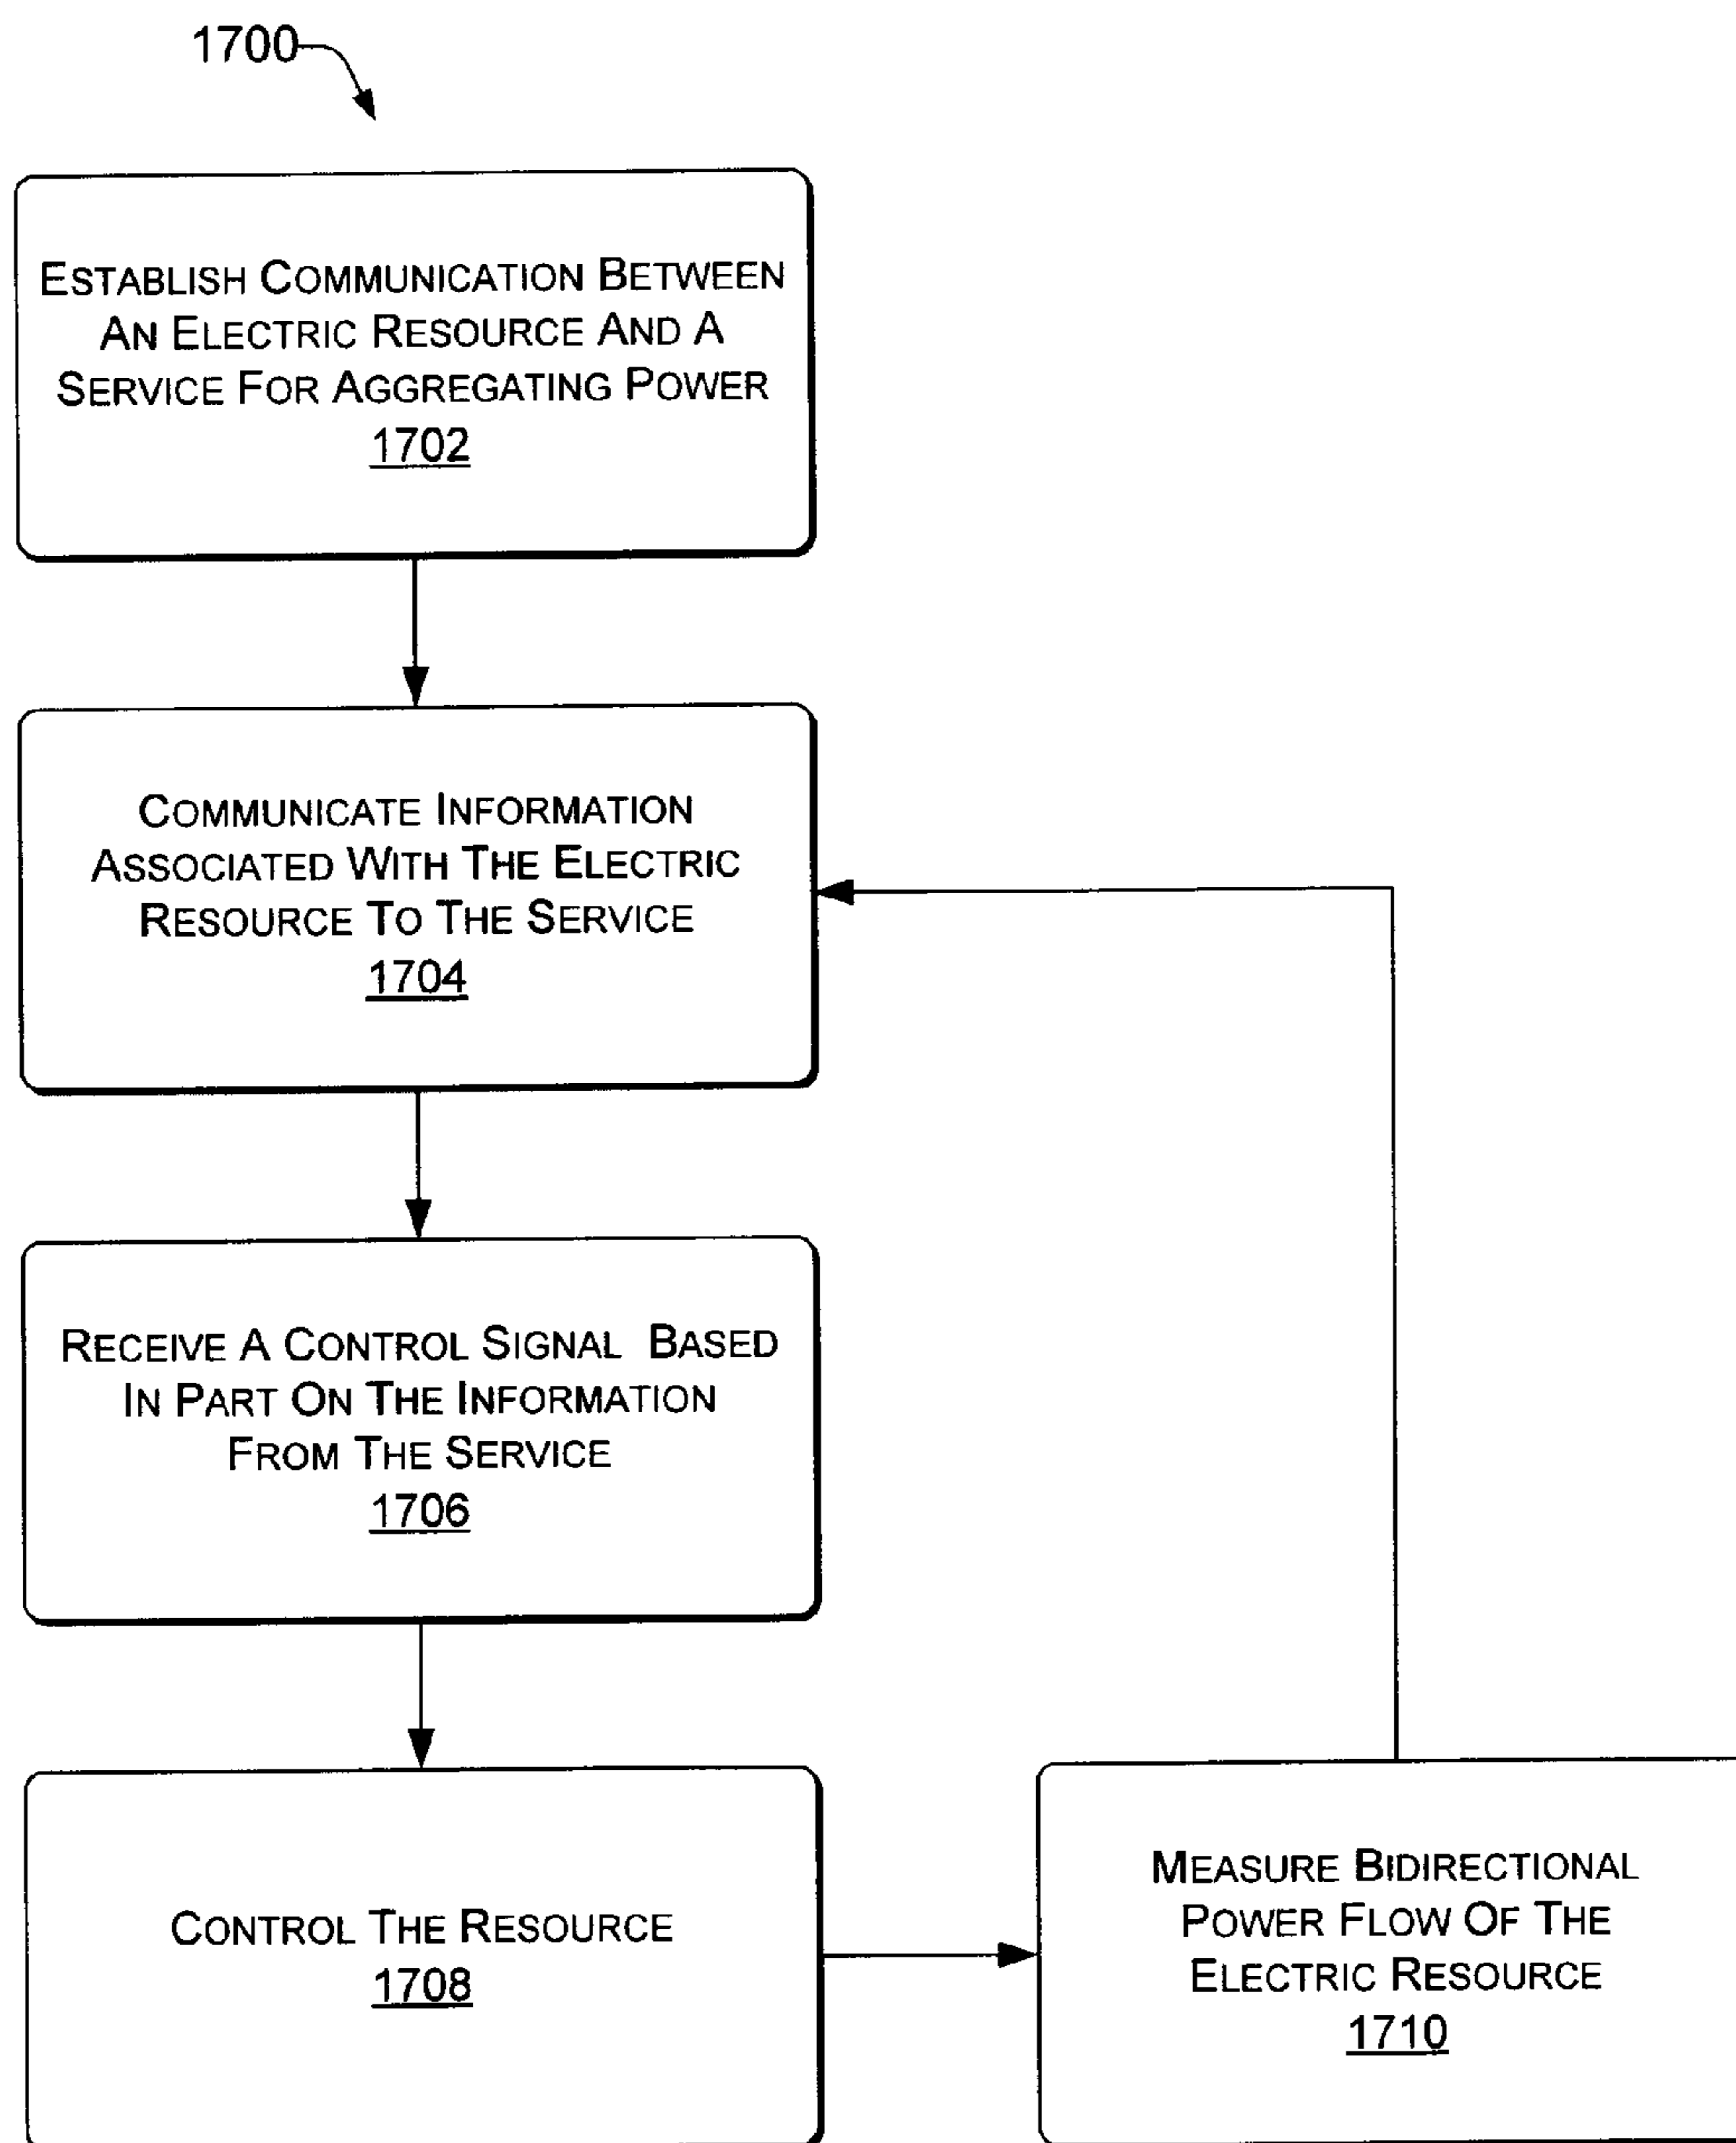 1700
ESTABLISH COMMUNICATION BETWEEN
AN ELECTRIC RESOURCE AND A
SERVICE FOR AGGREGATING POWER
1702
COMMUNICATE INFORMATION
ASSOCIATED WITH THE ELECTRIC
RESOURCE TO THE SERVICE
1704
RECEIVE A CONTROL SIGNAL BASED
IN PART ON THE INFORMATION
FROM THE SERVICE
1706
CONTROL THE RESOURCE
1708
MEASURE BIDIRECTIONAL
POWER FLOW OF THE
ELECTRIC RESOURCE
1710